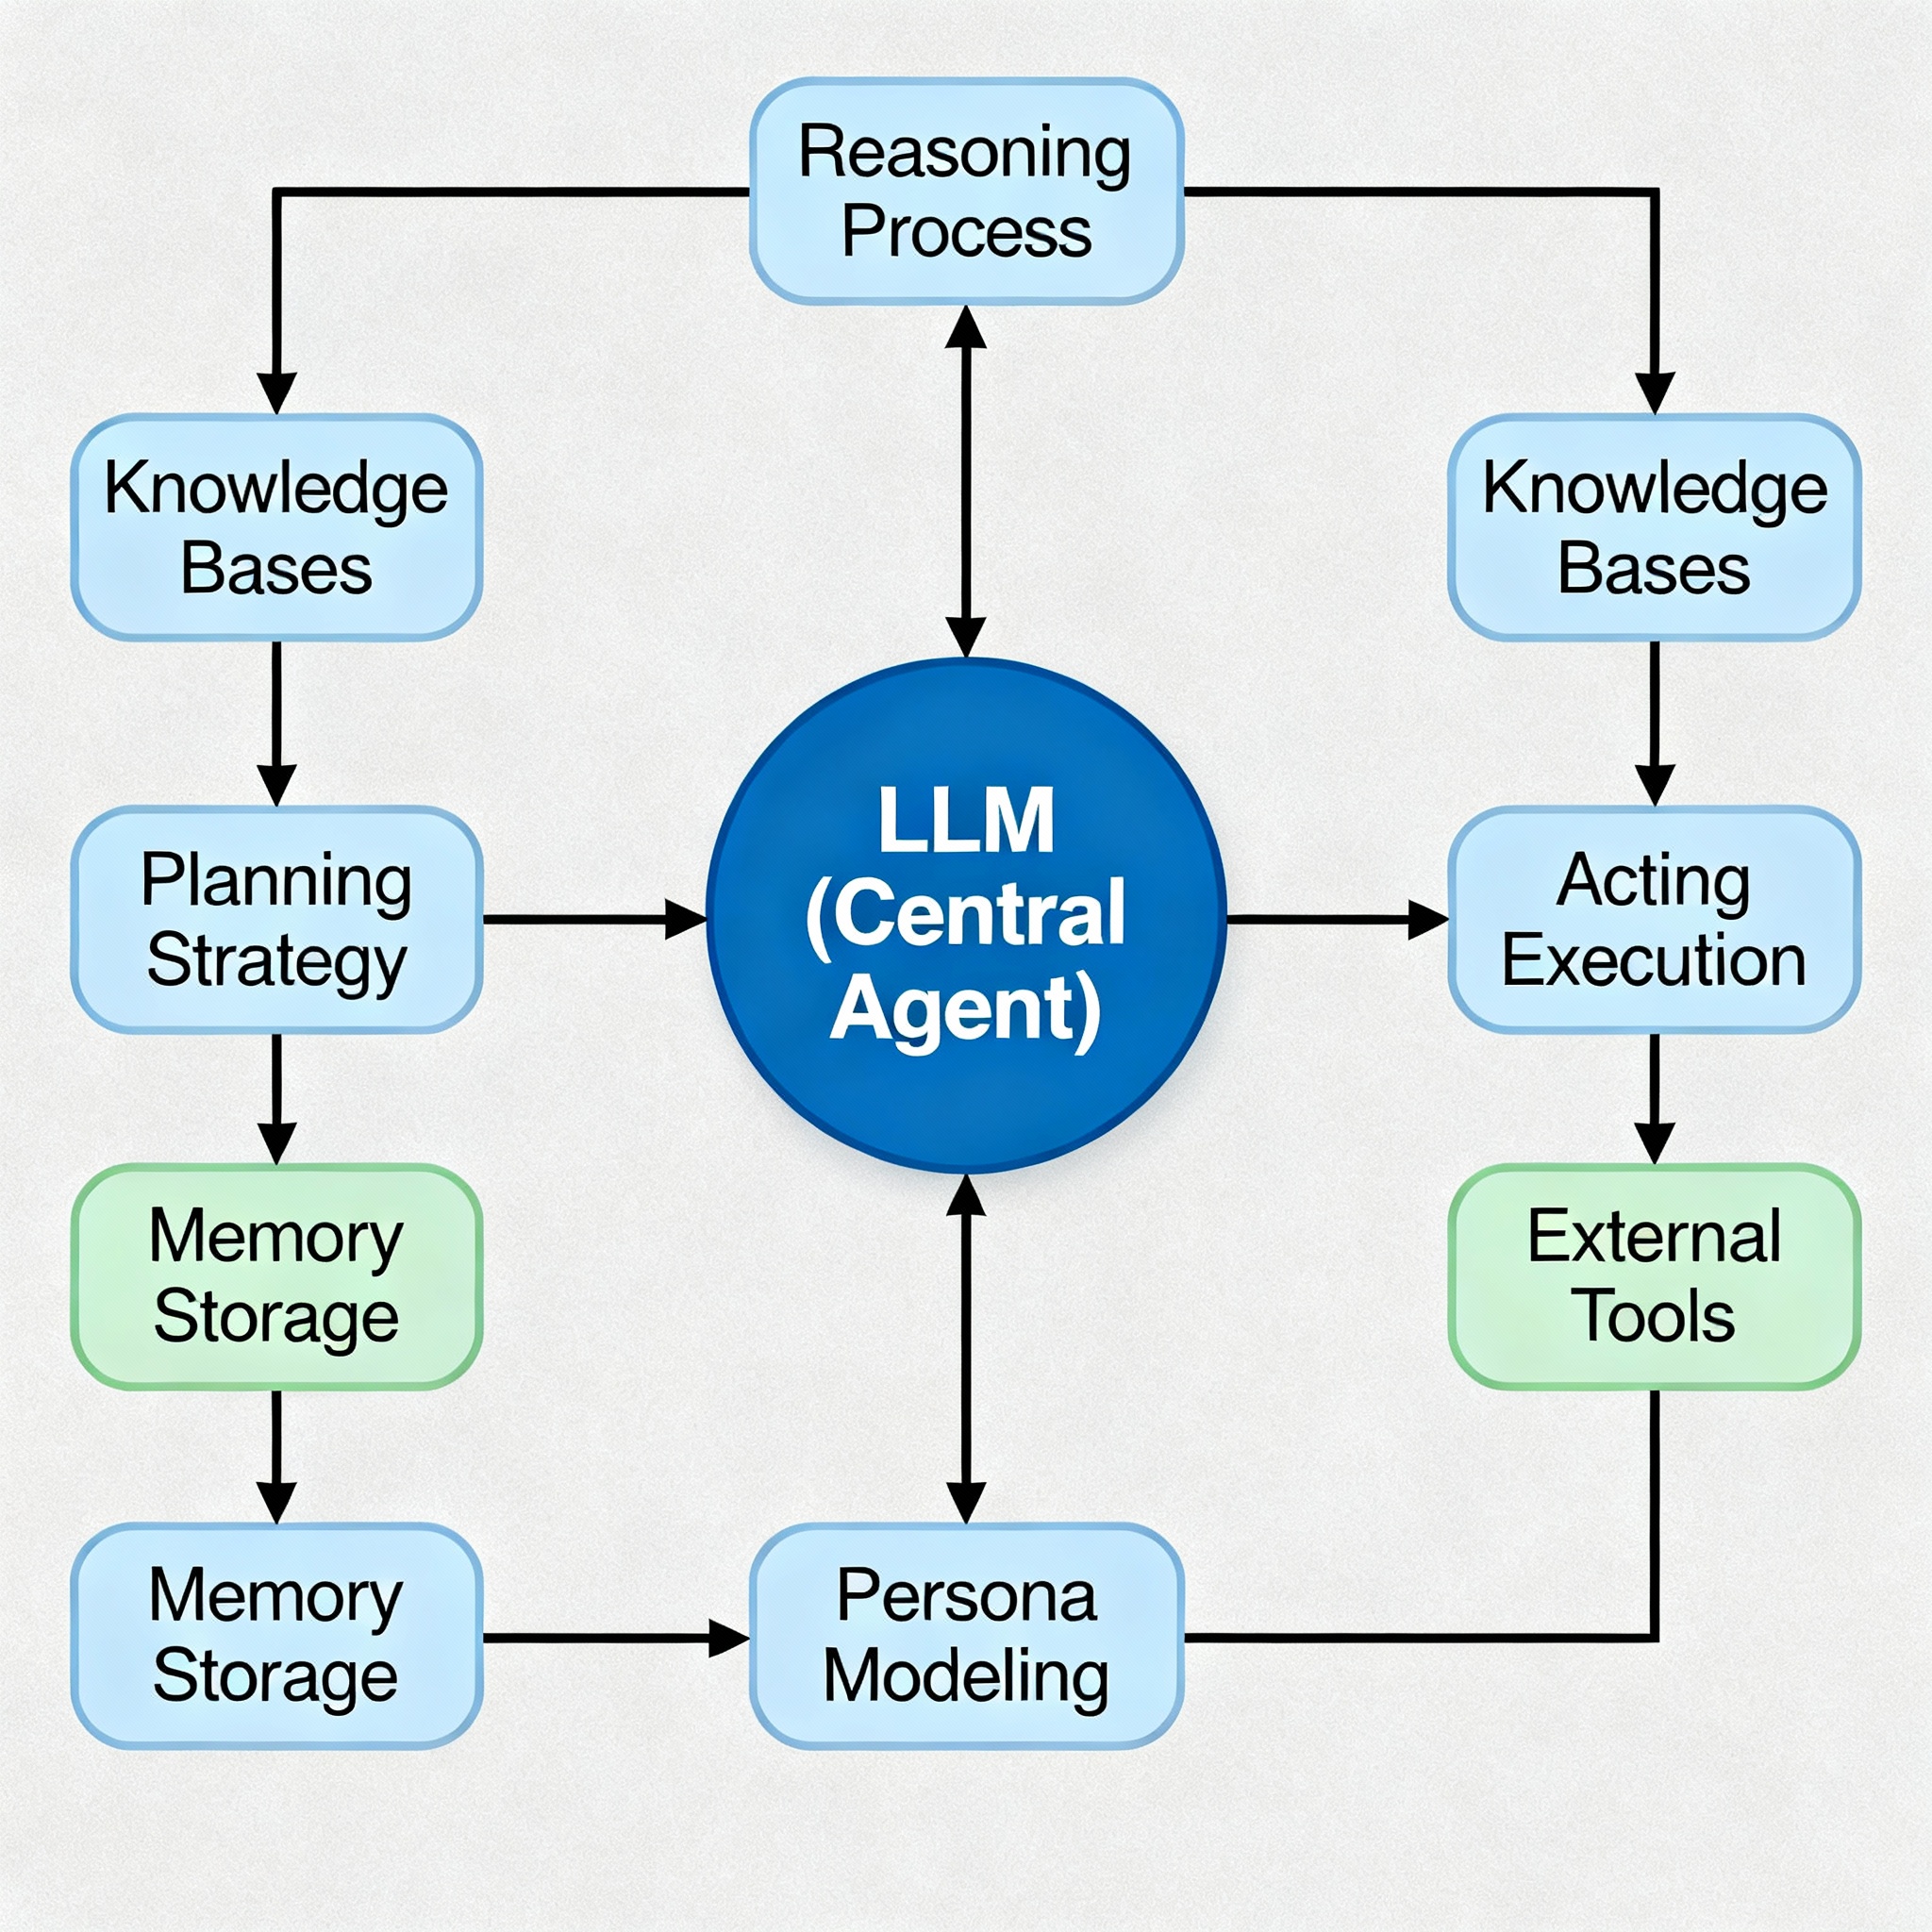 Reasoning
Process
Knowledge
Bases
Knowledge
Bases
Planning
Strategy
LLM
(Central
Agent)
Acting
Execution
Memory
Storage
External
Tools
Memory
Storage
Persona
Modeling